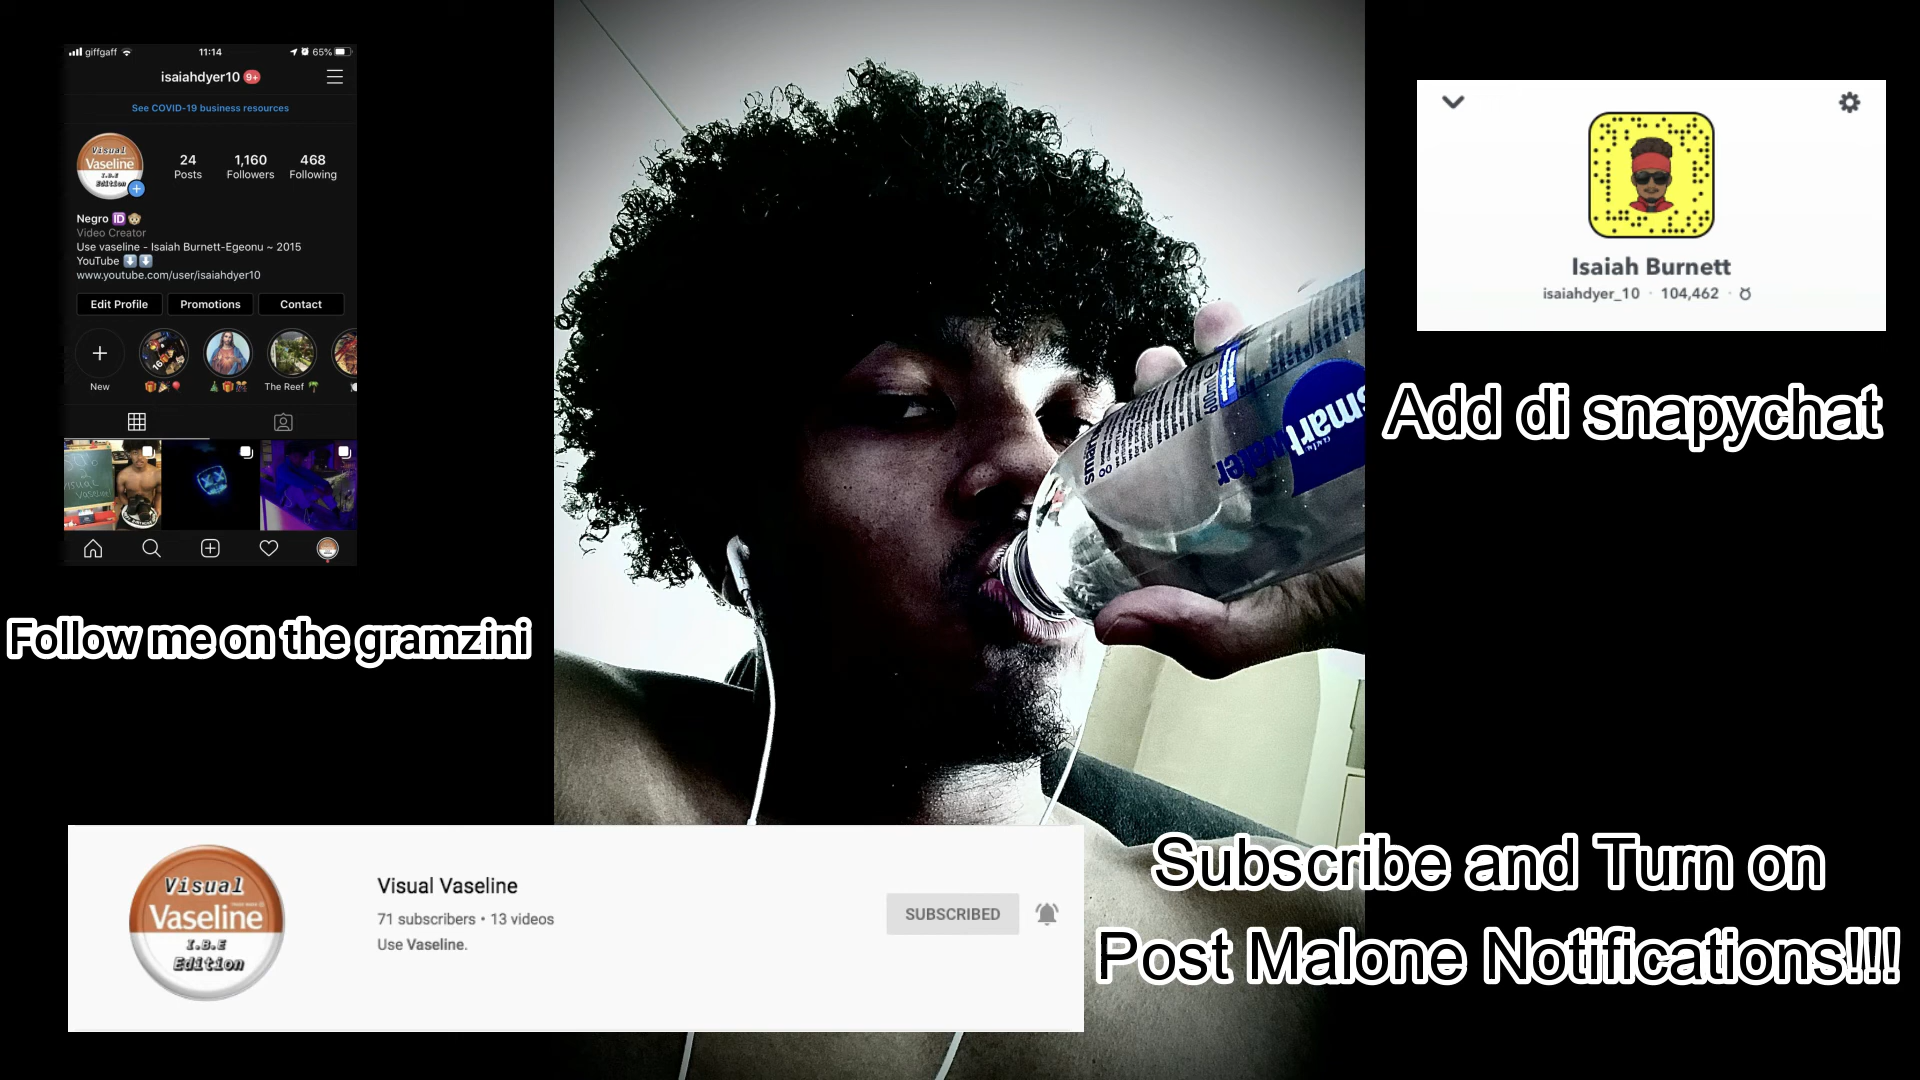 giffgaff
11:14
65%
isaiahdyer10 9+
See COVID-19 business resources
Visual
Vaseline
I.B.E
Edition
24
Posts
1,160
Followers
468
Following
Negro 🆔🐵
Video Creator
Use vaseline - Isaiah Burnett-Egeonu ~ 2015
YouTube ⬇️⬇️
www.youtube.com/user/isaiahdyer10
Edit Profile
Promotions
Contact
New
The Reef 🌴
Follow me on the gramzini
smartwater
600ml e
Isaiah Burnett
isaiahdyer_10 · 104,462 ·
Add di snapychat
Visual
Vaseline
I.B.E
Edition
Visual Vaseline
71 subscribers • 13 videos
Use Vaseline.
SUBSCRIBED
Subscribe and Turn on
Post Malone Notifications!!!